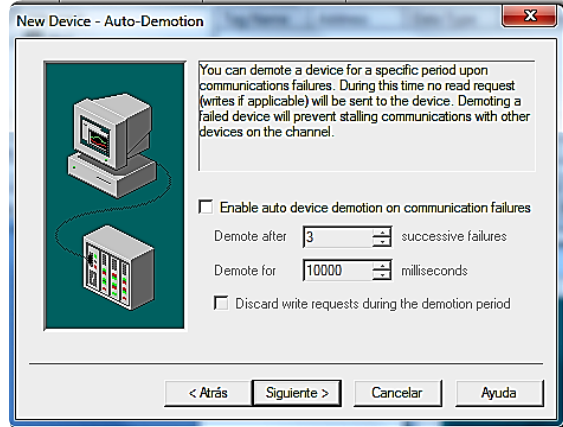 New Device - Auto-Demotion
You can demote a device for a specific period upon
communications failures. During this time no read request
(writes if applicable) will be sent to the device. Demoting a
failed device will prevent stalling communications with other
devices on the channel.
Enable auto device demotion on communication failures
Demote after 3 successive failures
Demote for 10000 milliseconds
Discard write requests during the demotion period
< Atrás Siguiente > Cancelar Ayuda